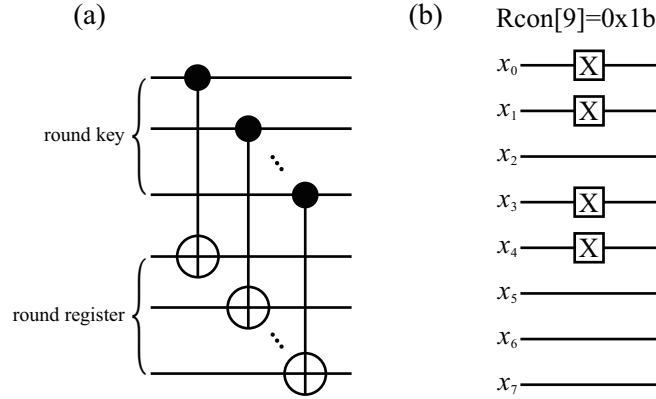 (a)
round key
round register
(b)
Rcon[9]=0x1b
x₀ X
x₁ X
x₂
x₃ X
x₄ X
x₅
x₆
x₇